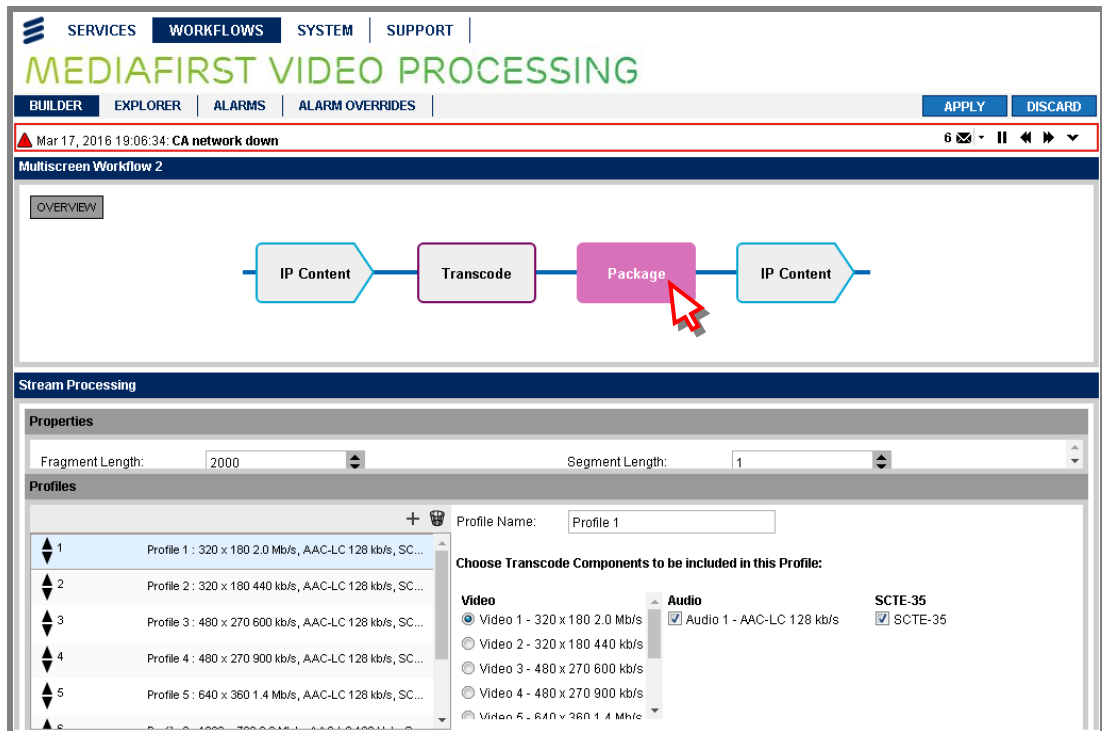 SERVICES WORKFLOWS SYSTEM SUPPORT
MEDIAFIRST VIDEO PROCESSING
BUILDER EXPLORER ALARMS ALARM OVERRIDES APPLY DISCARD
Mar 17, 2016 19:06:34: CA network down 6
Multiscreen Workflow 2
OVERVIEW
IP Content Transcode Package IP Content
Stream Processing
Properties
Fragment Length: 2000 Segment Length: 1
Profiles
Profile Name: Profile 1
1 Profile 1 : 320 x 180 2.0 Mb/s, AAC-LC 128 kb/s, SC...
2 Profile 2 : 320 x 180 440 kb/s, AAC-LC 128 kb/s, SC...
3 Profile 3 : 480 x 270 600 kb/s, AAC-LC 128 kb/s, SC...
4 Profile 4 : 480 x 270 900 kb/s, AAC-LC 128 kb/s, SC...
5 Profile 5 : 640 x 360 1.4 Mb/s, AAC-LC 128 kb/s, SC...
Choose Transcode Components to be included in this Profile:
Video Audio SCTE-35
Video 1 - 320 x 180 2.0 Mb/s Audio 1 - AAC-LC 128 kb/s SCTE-35
Video 2 - 320 x 180 440 kb/s
Video 3 - 480 x 270 600 kb/s
Video 4 - 480 x 270 900 kb/s
Video 5 - 640 x 360 1.4 Mb/s